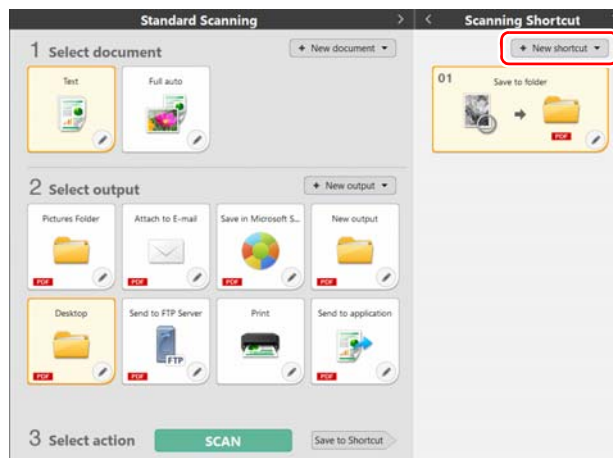 Standard Scanning
1 Select document
+ New document
Text
Full auto
2 Select output
+ New output
Pictures Folder
PDF
Attach to E-mail
PDF
Save in Microsoft S...
PDF
New output
PDF
Desktop
PDF
Send to FTP Server
FTP
PDF
Print
Send to application
PDF
3 Select action
SCAN
Save to Shortcut
Scanning Shortcut
+ New shortcut
01
Save to folder
PDF